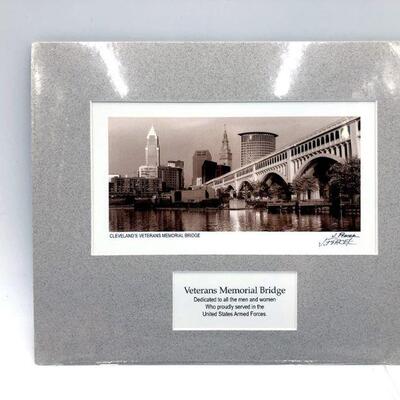 CLEVELAND'S VETERANS MEMORIAL BRIDGE
Veterans Memorial Bridge
Dedicated to all the men and women
Who proudly served in the
United States Armed Forces.